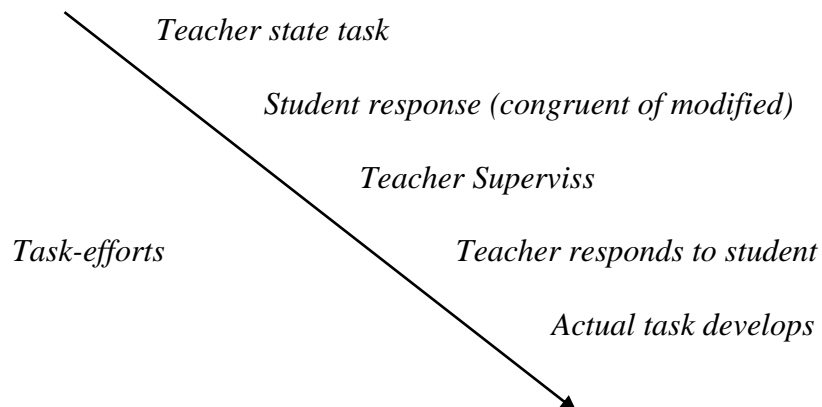 Teacher state task
Student response (congruent of modified)
Teacher Superviss
Task-efforts
Teacher responds to student
Actual task develops